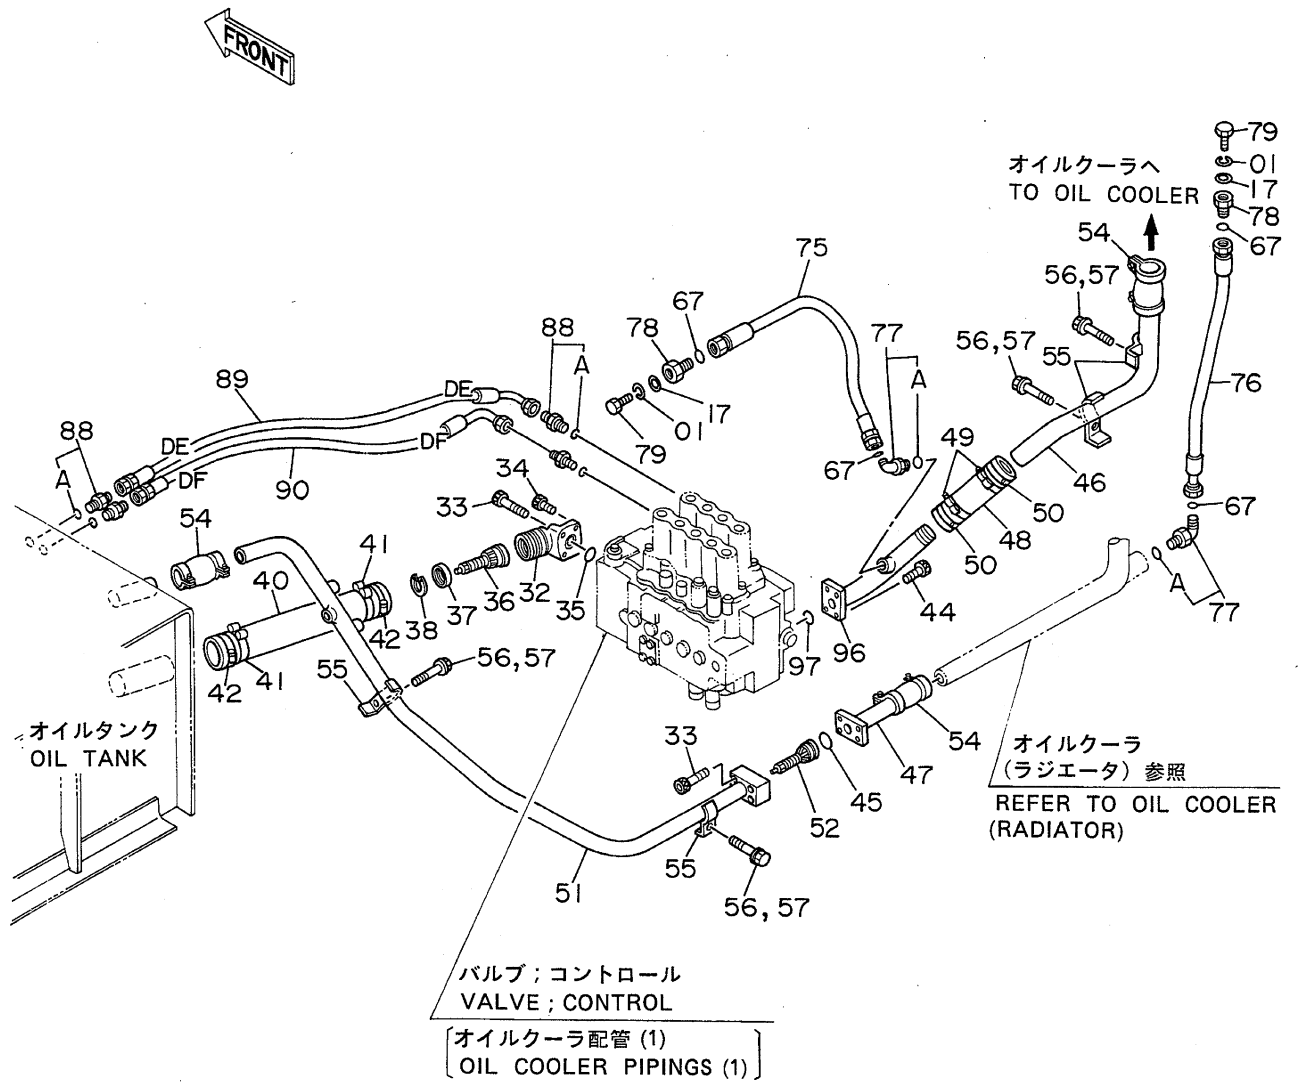 FRONT
オイルクーラへ
TO OIL COOLER
79
01
17
78
67
54
56,57
75
67
78
88
A
77
A
56,57
55
76
89
DE
17
01
79
88
A
DE
DF
DF
90
34
33
67
49
46
50
48
50
67
54
41
40
38
37
36
32
35
42
44
A
77
97
96
42
41
55
56,57
オイルタンク
OIL TANK
33
54
47
45
52
オイルクーラ
(ラジエータ) 参照
REFER TO OIL COOLER
(RADIATOR)
55
51
56,57
バルブ ; コントロール
VALVE ; CONTROL
オイルクーラ配管 (1)
OIL COOLER PIPINGS (1)